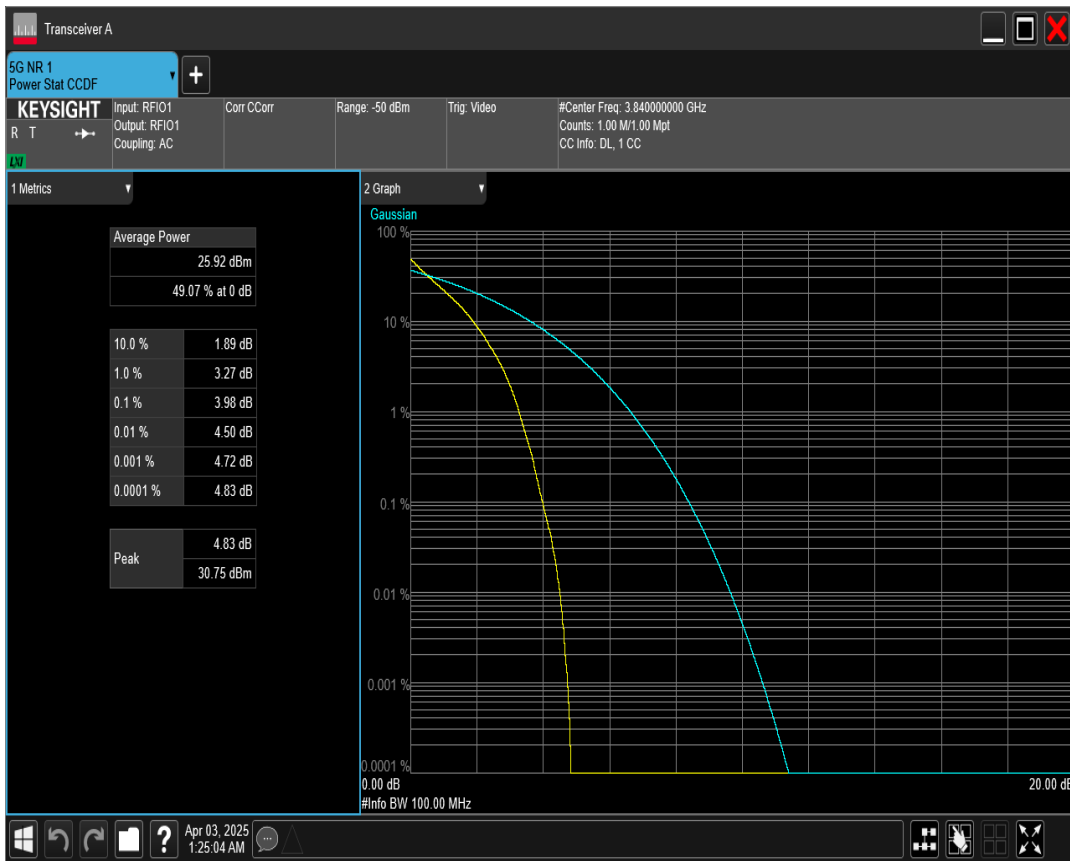 Transceiver A
5G NR 1
Power Stat CCDF
KEYSIGHT
R T
LXI
Input: RFIO1
Output: RFIO1
Coupling: AC
Corr CCorr
Range: -50 dBm
Trig: Video
#Center Freq: 3.840000000 GHz
Counts: 1.00 M/1.00 Mpt
CC Info: DL, 1 CC
1 Metrics
Average Power
25.92 dBm
49.07 % at 0 dB
10.0 % 1.89 dB
1.0 % 3.27 dB
0.1 % 3.98 dB
0.01 % 4.50 dB
0.001 % 4.72 dB
0.0001 % 4.83 dB
Peak 4.83 dB
30.75 dBm
2 Graph
Gaussian
100 %
10 %
1 %
0.1 %
0.01 %
0.001 %
0.0001 %
0.00 dB 20.00 dB
#Info BW 100.00 MHz
Apr 03, 2025
1:25:04 AM